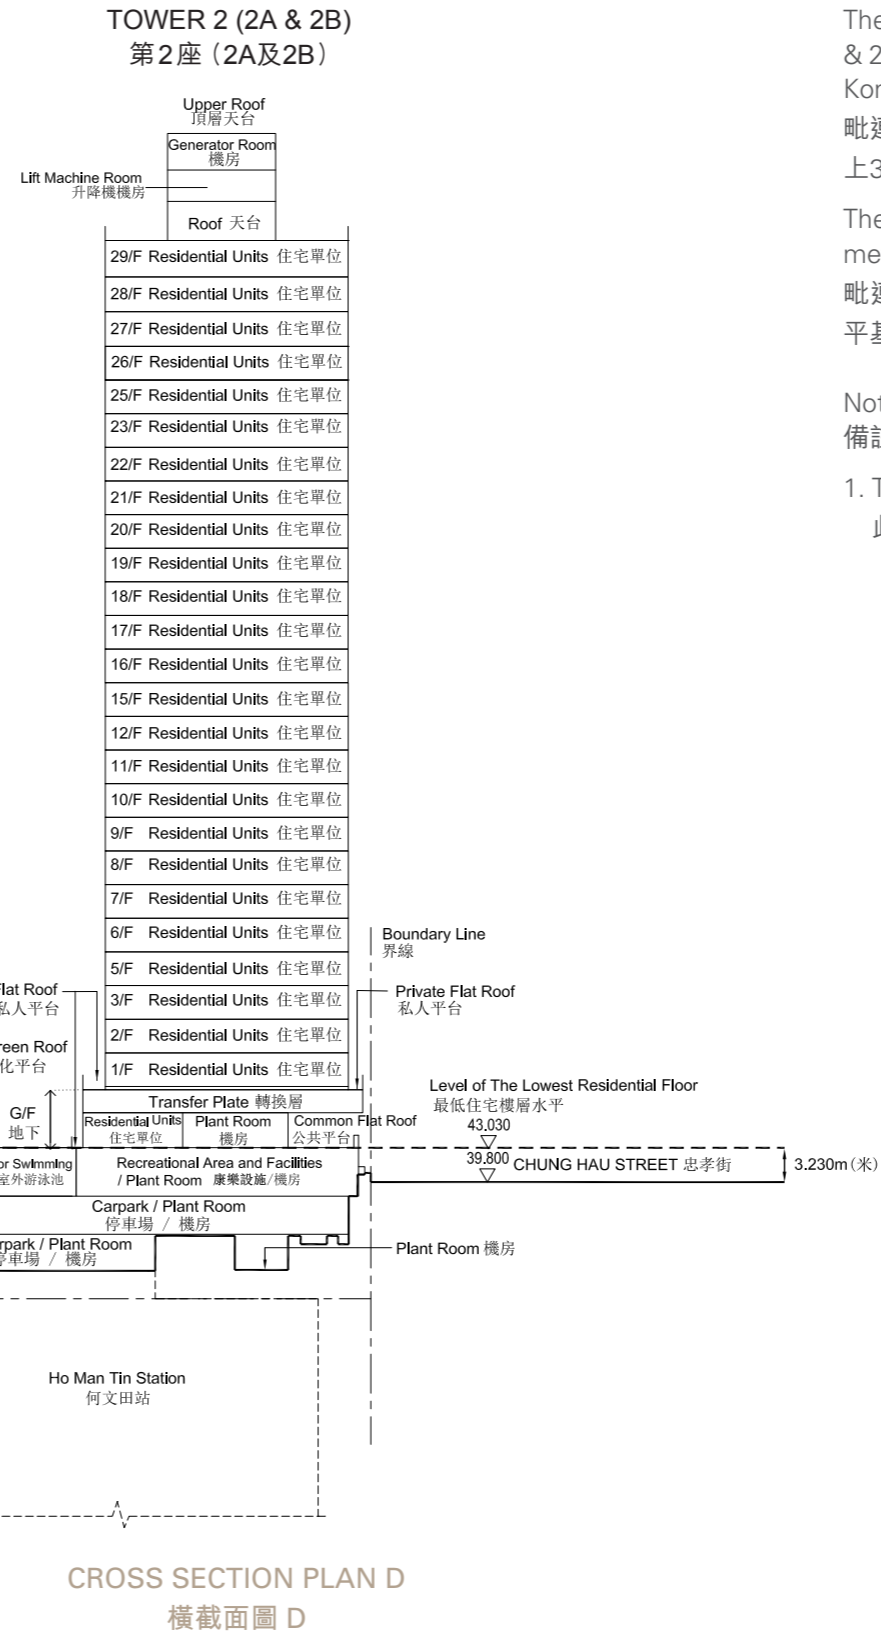 TOWER 2 (2A & 2B)
第2座（2A及2B）
Upper Roof
頂層天台
Generator Room
機房
Lift Machine Room
升降機機房
Roof 天台
29/F Residential Units 住宅單位
28/F Residential Units 住宅單位
27/F Residential Units 住宅單位
26/F Residential Units 住宅單位
25/F Residential Units 住宅單位
23/F Residential Units 住宅單位
22/F Residential Units 住宅單位
21/F Residential Units 住宅單位
20/F Residential Units 住宅單位
19/F Residential Units 住宅單位
18/F Residential Units 住宅單位
17/F Residential Units 住宅單位
16/F Residential Units 住宅單位
15/F Residential Units 住宅單位
12/F Residential Units 住宅單位
11/F Residential Units 住宅單位
10/F Residential Units 住宅單位
9/F Residential Units 住宅單位
8/F Residential Units 住宅單位
7/F Residential Units 住宅單位
6/F Residential Units 住宅單位
5/F Residential Units 住宅單位
3/F Residential Units 住宅單位
2/F Residential Units 住宅單位
1/F Residential Units 住宅單位
Boundary Line
界線
Flat Roof
私人平台
Private Flat Roof
私人平台
reen Roof
化平台
G/F
地下
Transfer Plate 轉換層
Residential Units
住宅單位
Plant Room
機房
Common Flat Roof
公共平台
Level of The Lowest Residential Floor
最低住宅樓層水平
43.030
or Swimming
室外游泳池
Recreational Area and Facilities
/ Plant Room 康樂設施/機房
39.800
CHUNG HAU STREET 忠孝街
3.230m(米)
Carpark / Plant Room
停車場 / 機房
rpark / Plant Room
停車場 / 機房
Plant Room 機房
Ho Man Tin Station
何文田站
CROSS SECTION PLAN D
橫截面圖 D
The
& 2
Kor
毗連
上3
The
me
毗連
平基
Not
備註
1. T